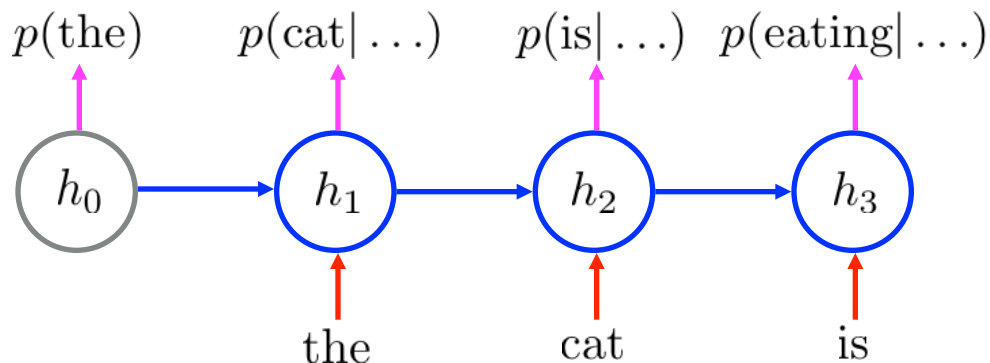 p(the) p(cat| …) p(is| …) p(eating| …)
h₀ h₁ h₂ h₃
the cat is